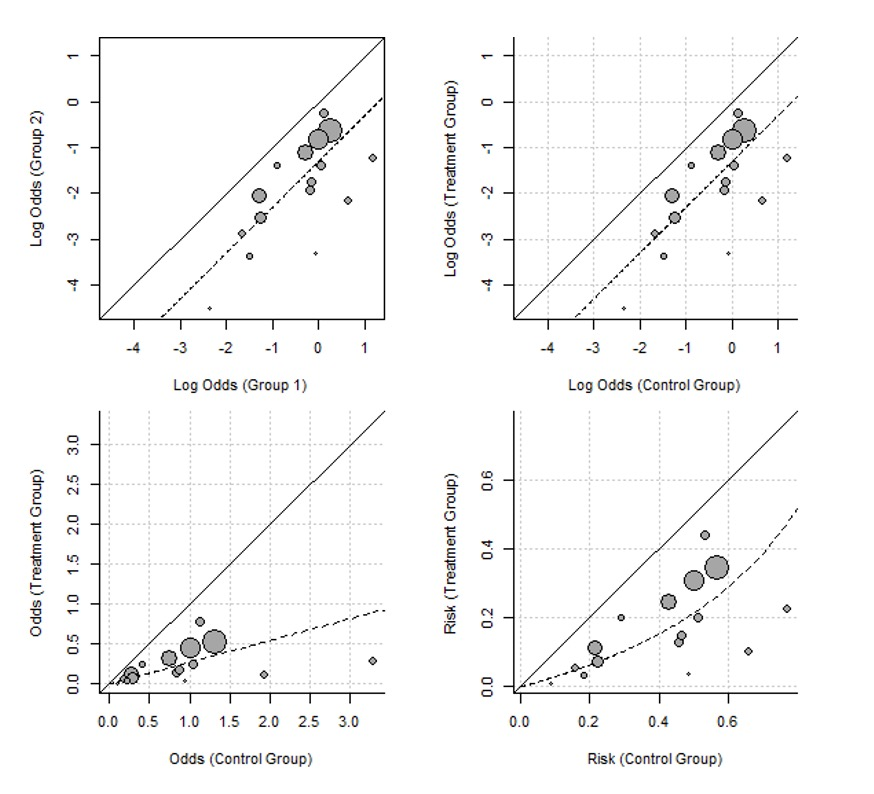 Log Odds (Group 2)
1
0
-1
-2
-3
-4
-4 -3 -2 -1 0 1
Log Odds (Group 1)
Log Odds (Treatment Group)
1
0
-1
-2
-3
-4
-4 -3 -2 -1 0 1
Log Odds (Control Group)
Odds (Treatment Group)
3.0
2.5
2.0
1.5
1.0
0.5
0.0
0.0 0.5 1.0 1.5 2.0 2.5 3.0
Odds (Control Group)
Risk (Treatment Group)
0.6
0.4
0.2
0.0
0.0 0.2 0.4 0.6
Risk (Control Group)